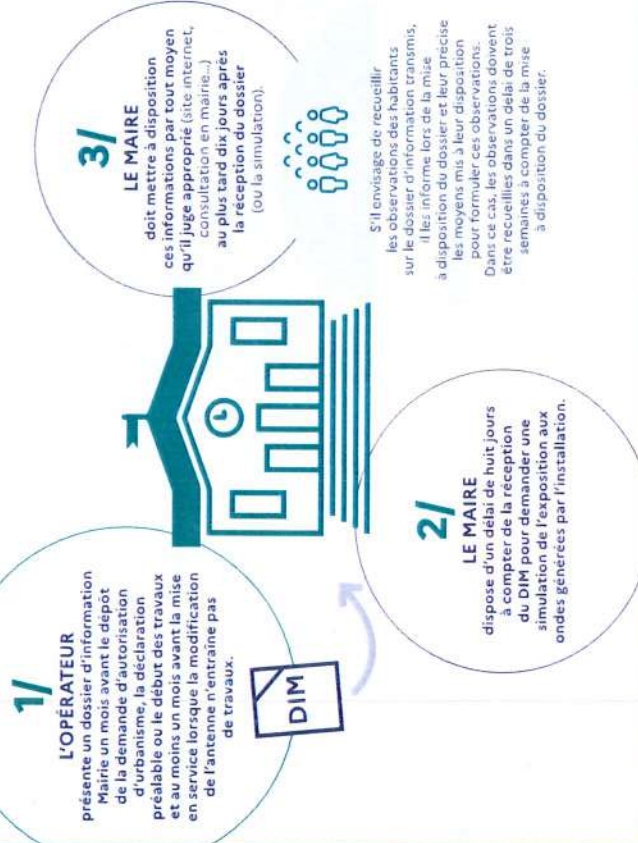 1/
L'OPÉRATEUR
présente un dossier d'information
Mairie un mois avant le dépôt
de la demande d'autorisation
d'urbanisme, la déclaration
préalable ou le début des travaux
et au moins un mois avant la mise
en service lorsque la modification
de l'antenne n'entraîne pas
de travaux.
DIM
2/
LE MAIRE
dispose d'un délai de huit jours
à compter de la réception
du DIM pour demander une
simulation de l'exposition aux
ondes générées par l'installation.
3/
LE MAIRE
doit mettre à disposition
ces informations par tout moyen
qu'il juge approprié (site internet,
consultation en mairie...)
au plus tard dix jours après
la réception du dossier
(ou la simulation).
S'il envisage de recueillir
les observations des habitants
sur le dossier d'information transmis,
il les informe lors de la mise
à disposition du dossier et leur précise
les moyens mis à leur disposition
pour formuler ces observations.
Dans ce cas, les observations doivent
être recueillies dans un délai de trois
semaines à compter de la mise
à disposition du dossier.